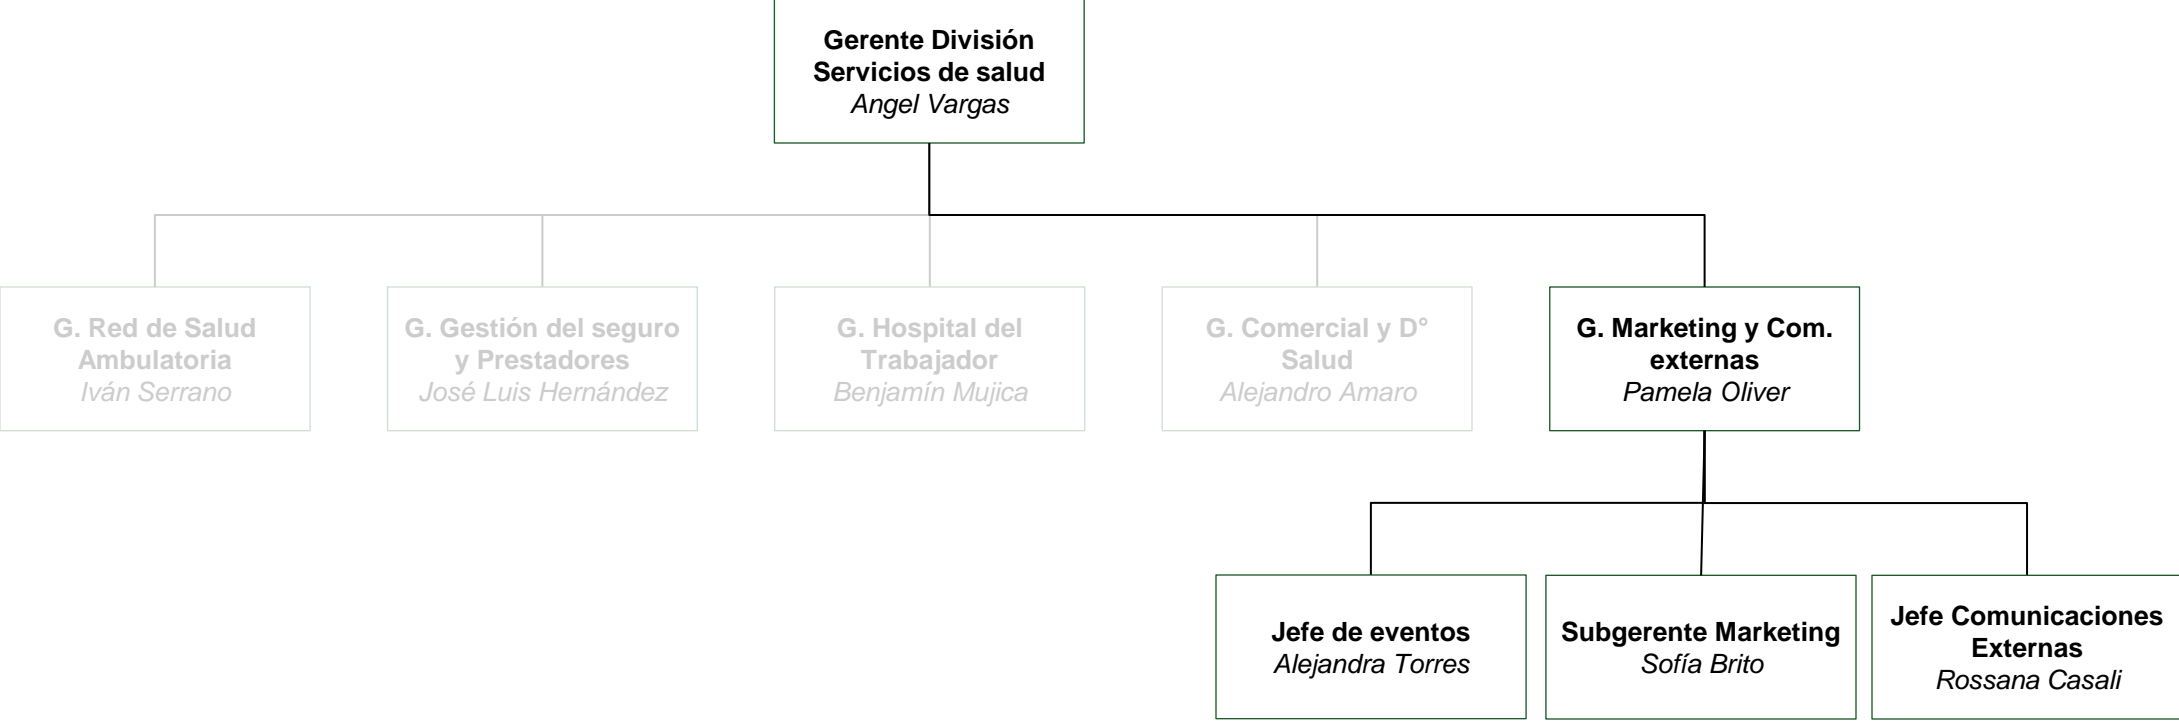 Gerente División
Servicios de salud
Angel Vargas
G. Red de Salud
Ambulatoria
Iván Serrano
G. Gestión del seguro
y Prestadores
José Luis Hernández
G. Hospital del
Trabajador
Benjamín Mujica
G. Comercial y D°
Salud
Alejandro Amaro
G. Marketing y Com.
externas
Pamela Oliver
Jefe de eventos
Alejandra Torres
Subgerente Marketing
Sofía Brito
Jefe Comunicaciones
Externas
Rossana Casali